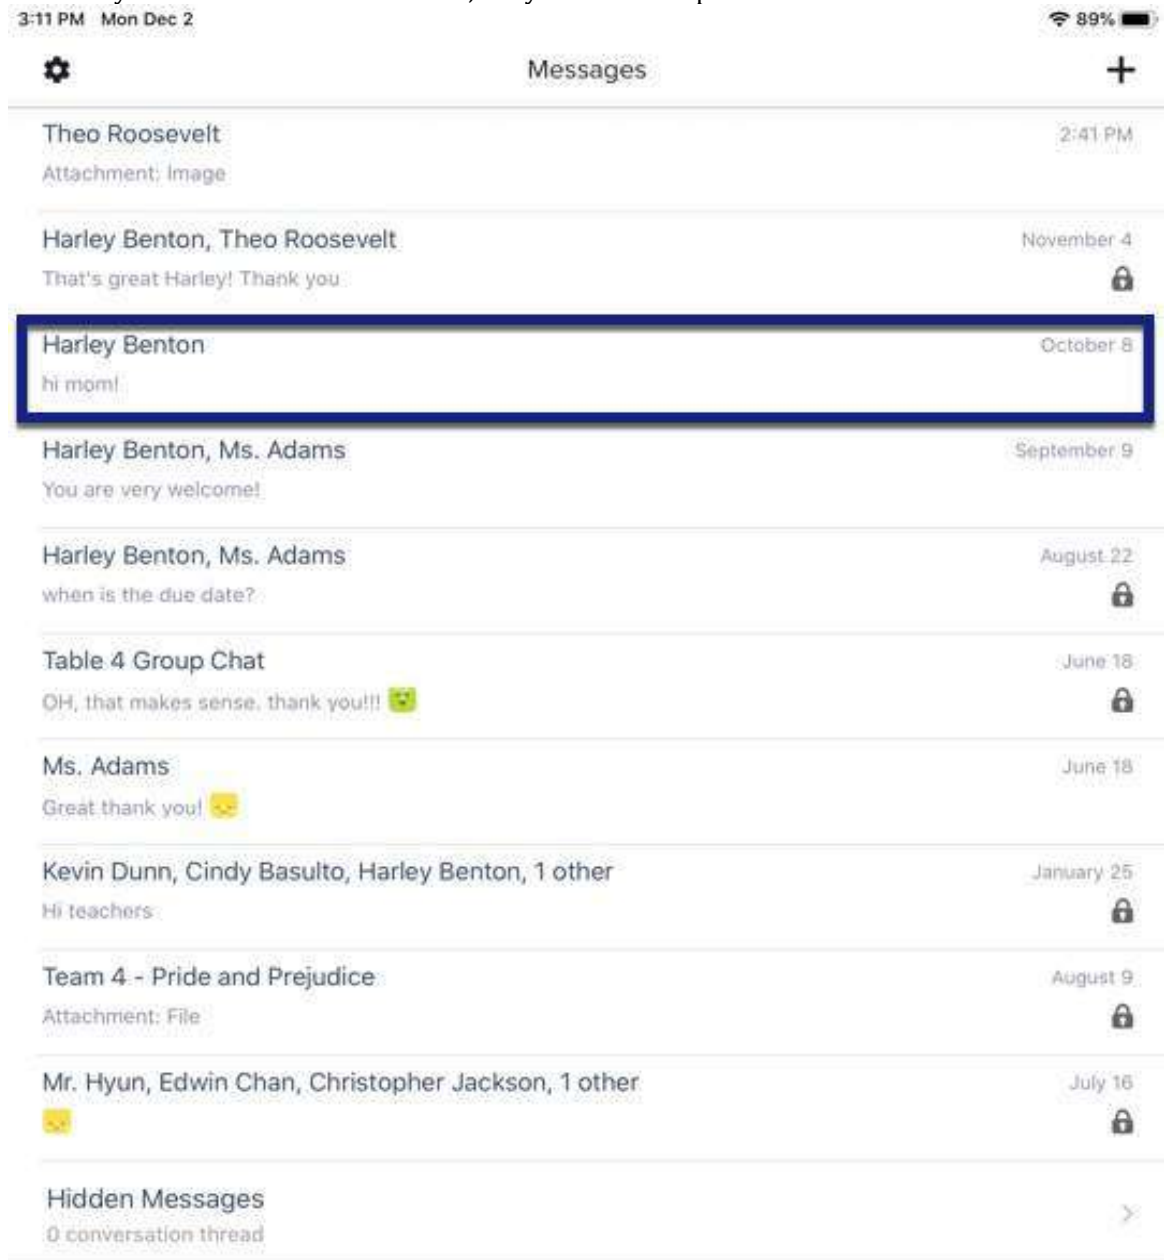 3:11 PM Mon Dec 2 89%
Messages
Theo Roosevelt 2:41 PM
Attachment: Image
Harley Benton, Theo Roosevelt November 4
That's great Harley! Thank you
Harley Benton October 8
hi mom!
Harley Benton, Ms. Adams September 9
You are very welcome!
Harley Benton, Ms. Adams August 22
when is the due date?
Table 4 Group Chat June 18
OH, that makes sense. thank you!!!
Ms. Adams June 18
Great thank you!
Kevin Dunn, Cindy Basulto, Harley Benton, 1 other January 25
Hi teachers
Team 4 - Pride and Prejudice August 9
Attachment: File
Mr. Hyun, Edwin Chan, Christopher Jackson, 1 other July 16
Hidden Messages
0 conversation thread